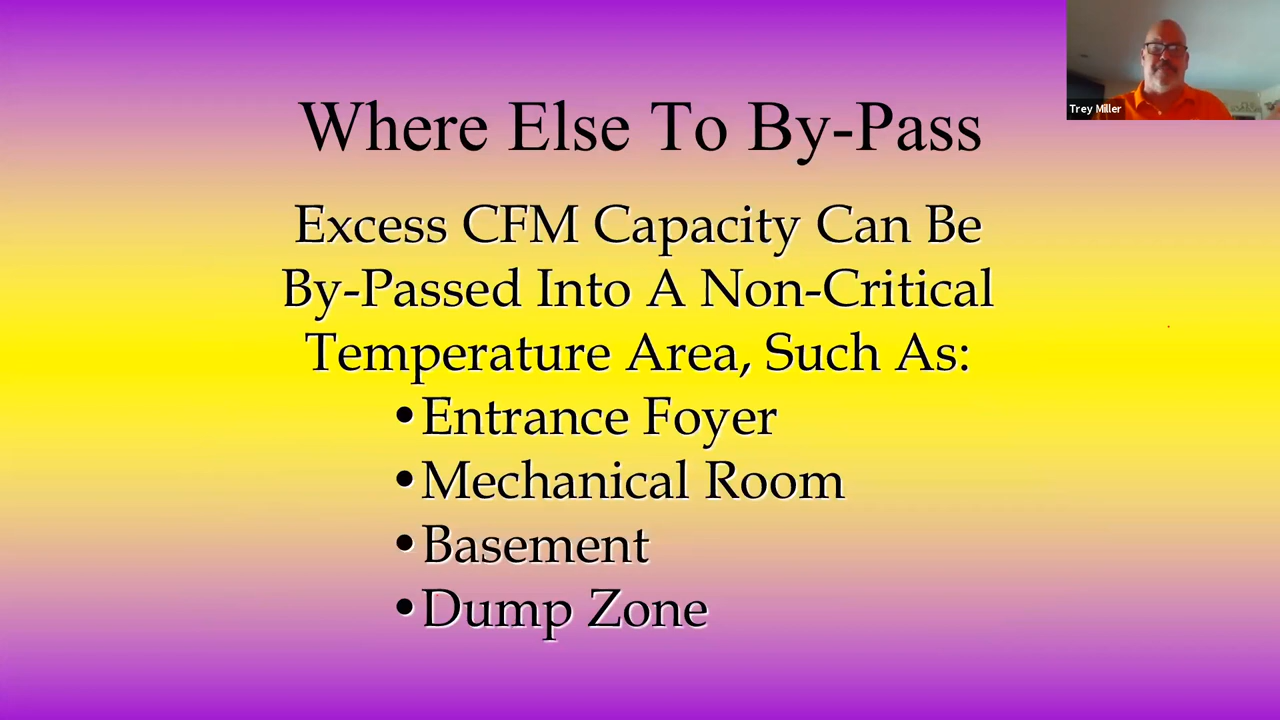 Where Else To By-Pass
Trey Miller
Excess CFM Capacity Can Be
By-Passed Into A Non-Critical
Temperature Area, Such As:
•Entrance Foyer
•Mechanical Room
•Basement
•Dump Zone